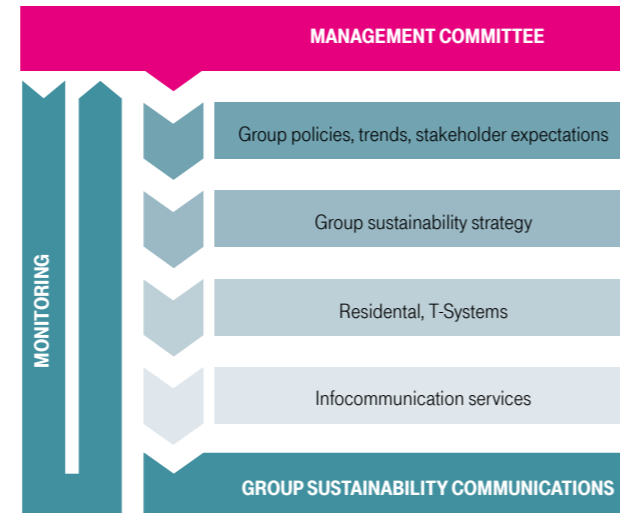 MANAGEMENT COMMITTEE
Group policies, trends, stakeholder expectations
Group sustainability strategy
MONITORING
Residental, T-Systems
Infocommunication services
GROUP SUSTAINABILITY COMMUNICATIONS